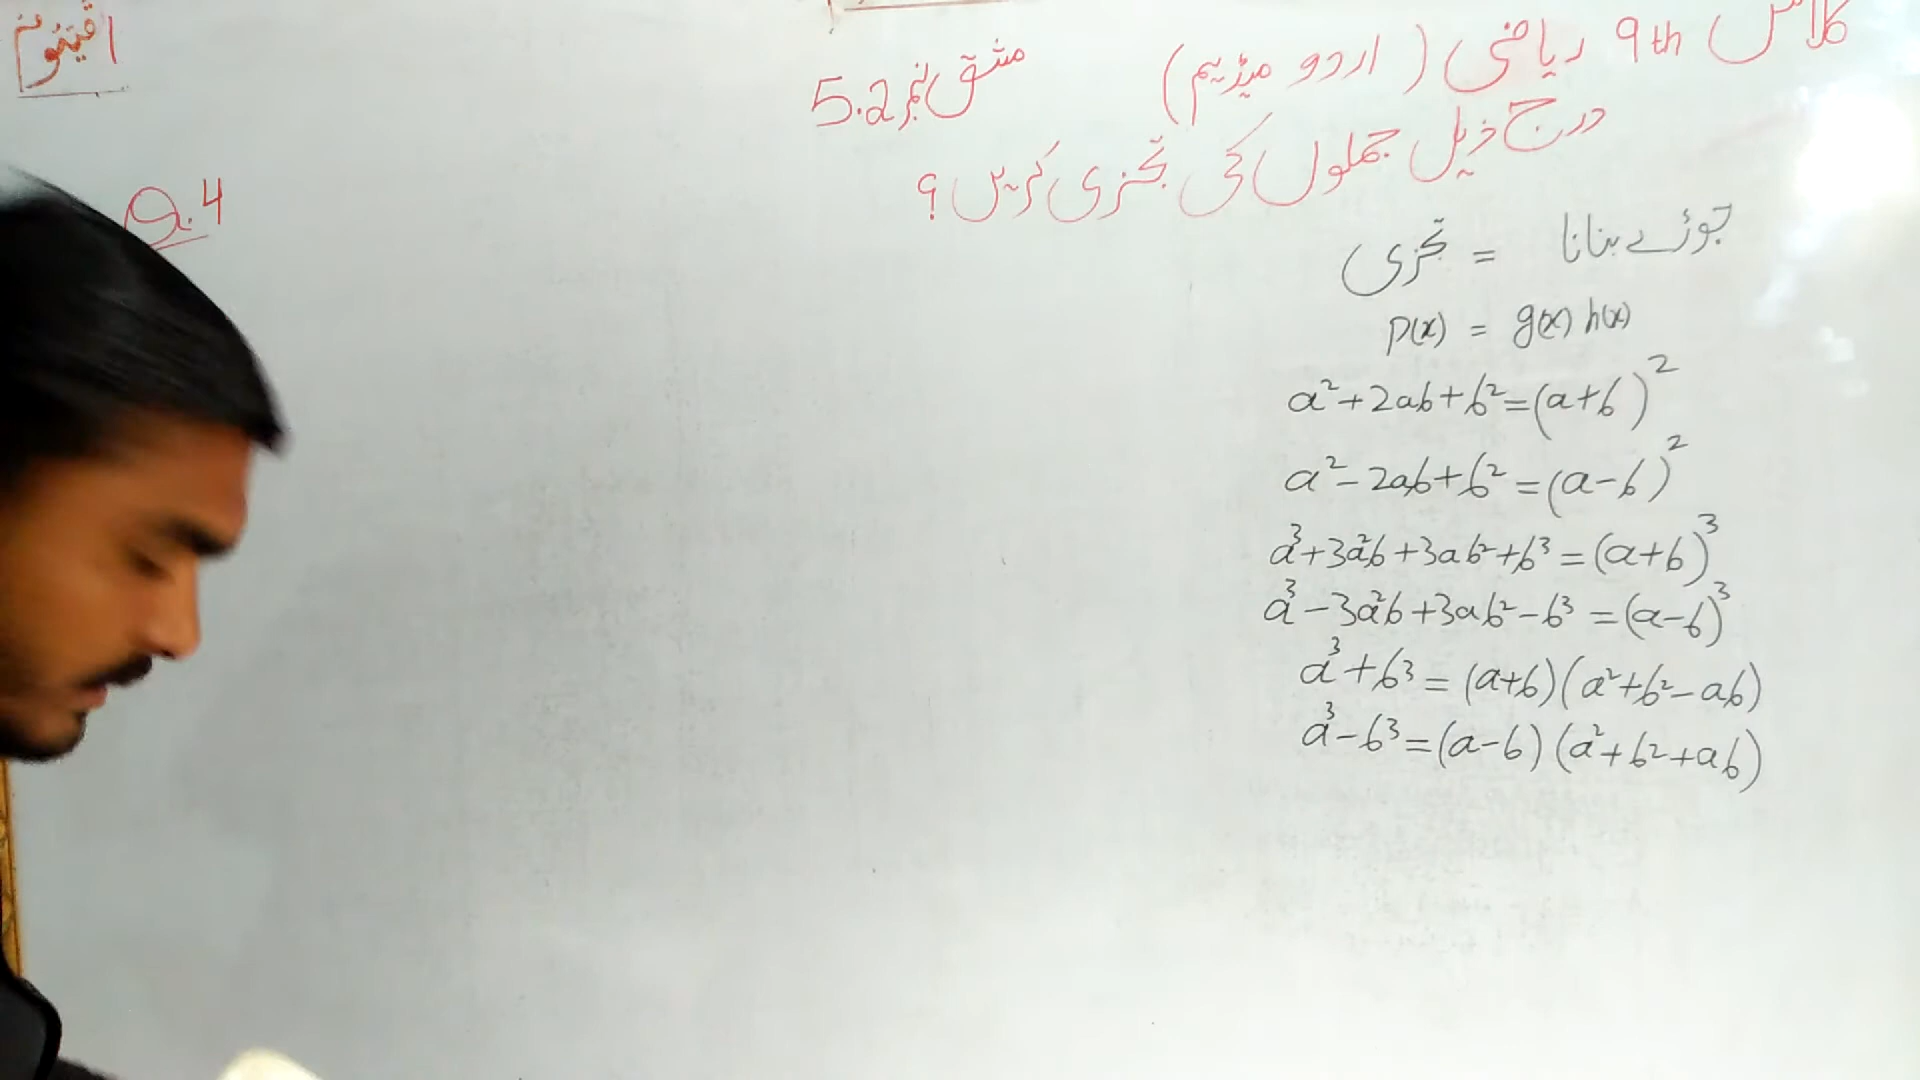 کلاس 9th ریاضی (اردو میڈیم) مشق نمبر 5.2
درج ذیل جملوں کی تجزی کریں؟
Q.4
جوڑے بنانا = تجزی
p(x) = g(x) h(x)
a²+2ab+b²=(a+b)²
a²-2ab+b²=(a-b)²
a³+3a²b+3ab²+b³=(a+b)³
a³-3a²b+3ab²-b³=(a-b)³
a³+b³=(a+b)(a²+b²-ab)
a³-b³=(a-b)(a²+b²+ab)